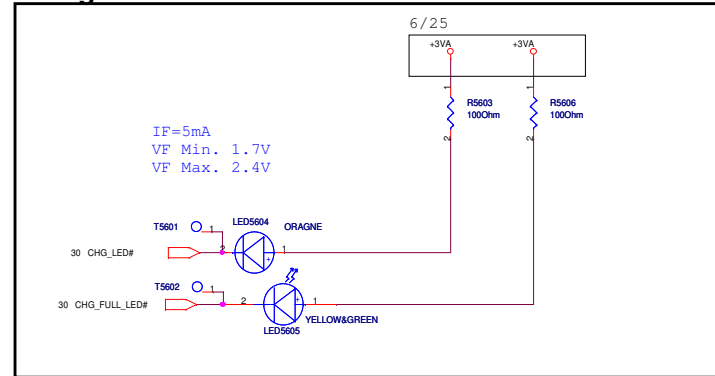 6/25
+3VA +3VA
1 1
R5603 R5606
100Ohm 100Ohm
2 2
IF=5mA
VF Min. 1.7V
VF Max. 2.4V
T5601 1 LED5604 ORAGNE
30 CHG_LED# 2 + 1
T5602 1
30 CHG_FULL_LED# 2 + 1
YELLOW&GREEN
LED5605